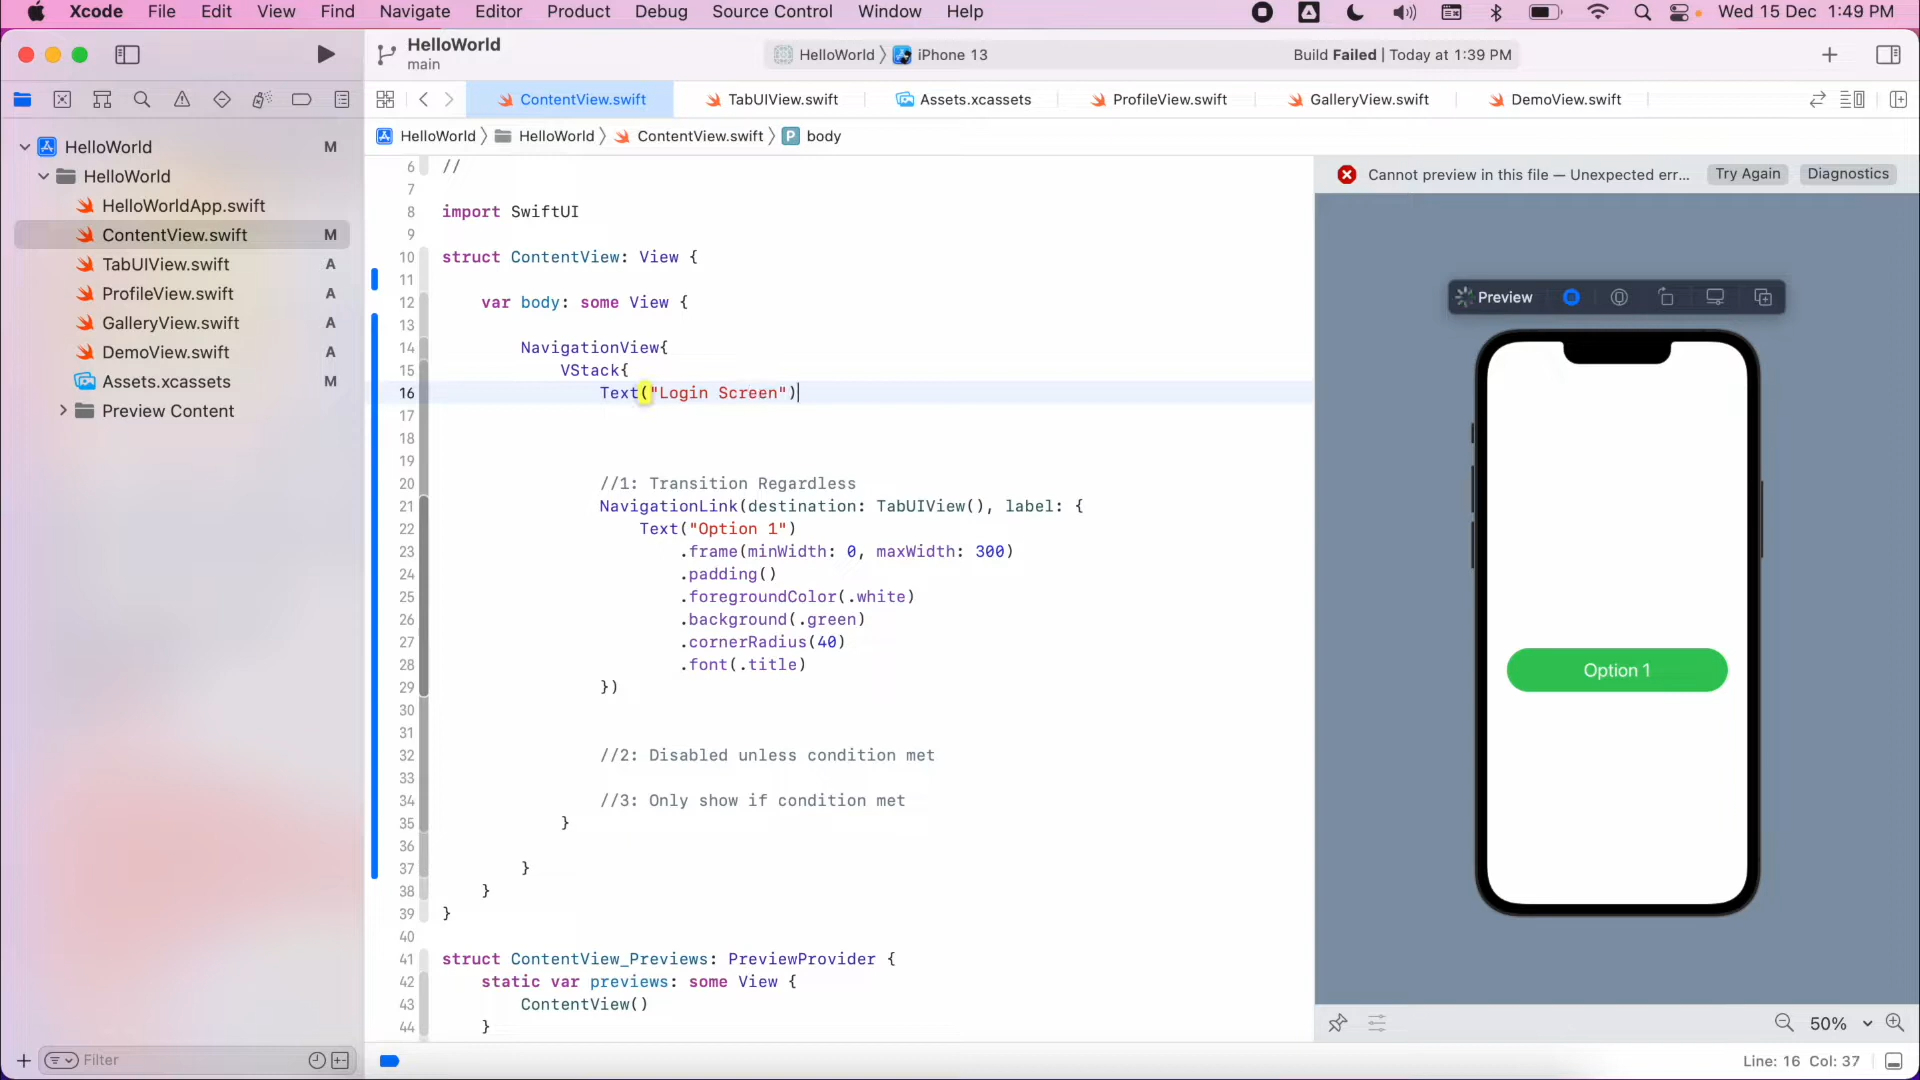 Xcode File Edit View Find Navigate Editor Product Debug Source Control Window Help Wed 15 Dec 1:49 PM
HelloWorld
main
HelloWorld iPhone 13 Build Failed | Today at 1:39 PM
ContentView.swift TabUIView.swift Assets.xcassets ProfileView.swift GalleryView.swift DemoView.swift
HelloWorld HelloWorld ContentView.swift P body
HelloWorld M
HelloWorld
HelloWorldApp.swift
ContentView.swift M
TabUIView.swift A
ProfileView.swift A
GalleryView.swift A
DemoView.swift A
Assets.xcassets M
Preview Content
Filter
6 //
7
8 import SwiftUI
9
10 struct ContentView: View {
11
12 var body: some View {
13
14 NavigationView{
15 VStack{
16 Text("Login Screen")
17
18
19
20 //1: Transition Regardless
21 NavigationLink(destination: TabUIView(), label: {
22 Text("Option 1")
23 .frame(minWidth: 0, maxWidth: 300)
24 .padding()
25 .foregroundColor(.white)
26 .background(.green)
27 .cornerRadius(40)
28 .font(.title)
29 })
30
31
32 //2: Disabled unless condition met
33
34 //3: Only show if condition met
35 }
36
37 }
38 }
39 }
40
41 struct ContentView_Previews: PreviewProvider {
42 static var previews: some View {
43 ContentView()
44 }
Cannot preview in this file — Unexpected err... Try Again Diagnostics
Preview
Option 1
50%
Line: 16 Col: 37